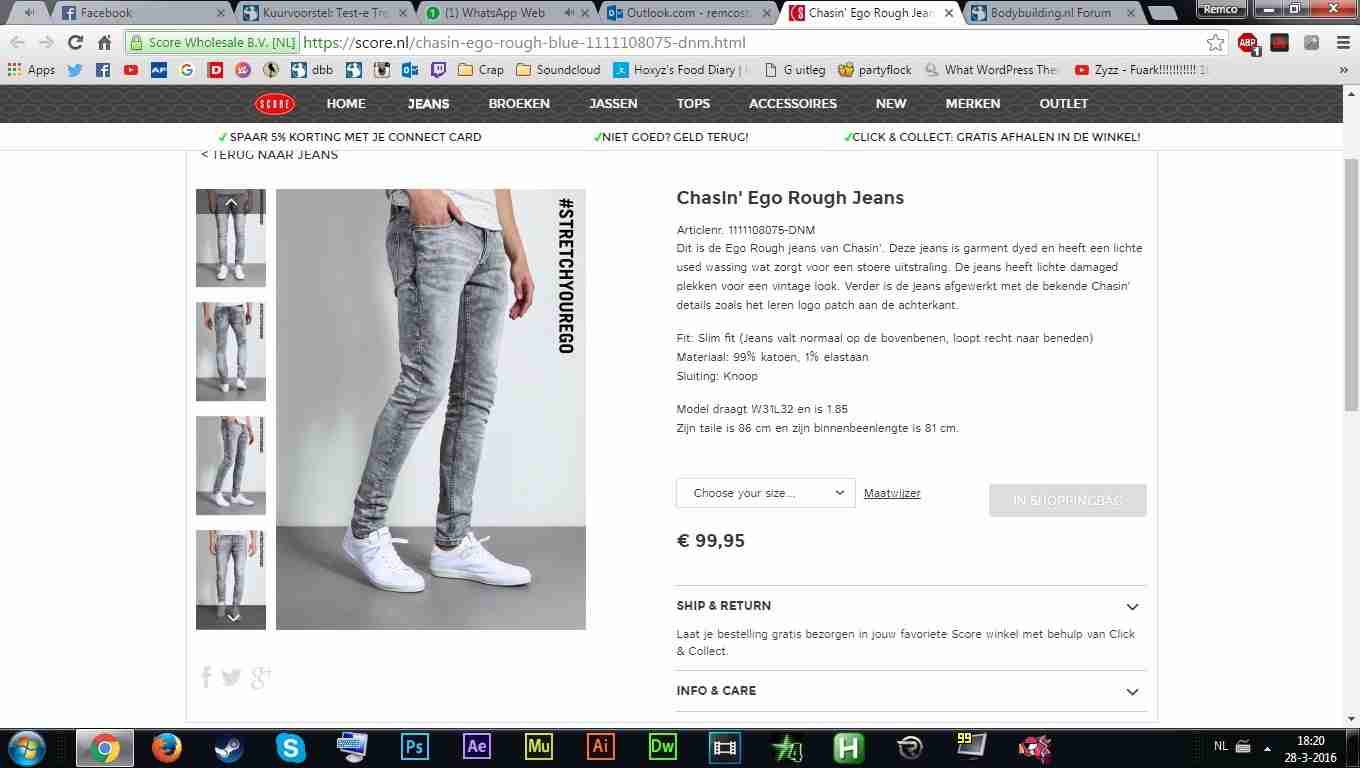 Facebook
Kuurvoorstel: Test-e Tre
(1) WhatsApp Web
Outlook.com - remcost
Chasin' Ego Rough Jean
Bodybuilding.nl Forum
Remco
Score Wholesale B.V. [NL]
https://score.nl/chasin-ego-rough-blue-1111108075-dnm.html
ABP
1
Apps
dbb
Crap
Soundcloud
Hoxyz's Food Diary |
G uitleg
partyflock
What WordPress The
Zyzz - Fuark!!!!!!!!!!! 1
»
SCORE
HOME
JEANS
BROEKEN
JASSEN
TOPS
ACCESSOIRES
NEW
MERKEN
OUTLET
✓ SPAAR 5% KORTING MET JE CONNECT CARD
✓NIET GOED? GELD TERUG!
✓CLICK & COLLECT: GRATIS AFHALEN IN DE WINKEL!
< TERUG NAAR JEANS
#STRETCHYOUREGO
Chasin' Ego Rough Jeans
Articlenr. 1111108075-DNM
Dit is de Ego Rough jeans van Chasin'. Deze jeans is garment dyed en heeft een lichte
used wassing wat zorgt voor een stoere uitstraling. De jeans heeft lichte damaged
plekken voor een vintage look. Verder is de jeans afgewerkt met de bekende Chasin'
details zoals het leren logo patch aan de achterkant.
Fit: Slim fit (Jeans valt normaal op de bovenbenen, loopt recht naar beneden)
Materiaal: 99% katoen, 1% elastaan
Sluiting: Knoop
Model draagt W31L32 en is 1.85
Zijn taile is 86 cm en zijn binnenbeenlengte is 81 cm.
Choose your size...
Maatwijzer
IN SHOPPINGBAG
€ 99,95
SHIP & RETURN
Laat je bestelling gratis bezorgen in jouw favoriete Score winkel met behulp van Click
& Collect.
INFO & CARE
Ps
Ae
Mu
Ai
Dw
H
99
NL
18:20
28-3-2016